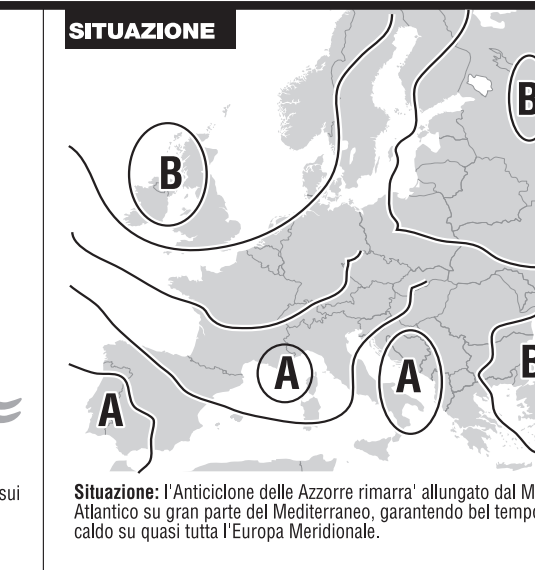 SITUAZIONE
B
B
A
A
A
sui
Situazione: l'Anticiclone delle Azzorre rimarra' allungato dal
Atlantico su gran parte del Mediterraneo, garantendo bel tempo
caldo su quasi tutta l'Europa Meridionale.